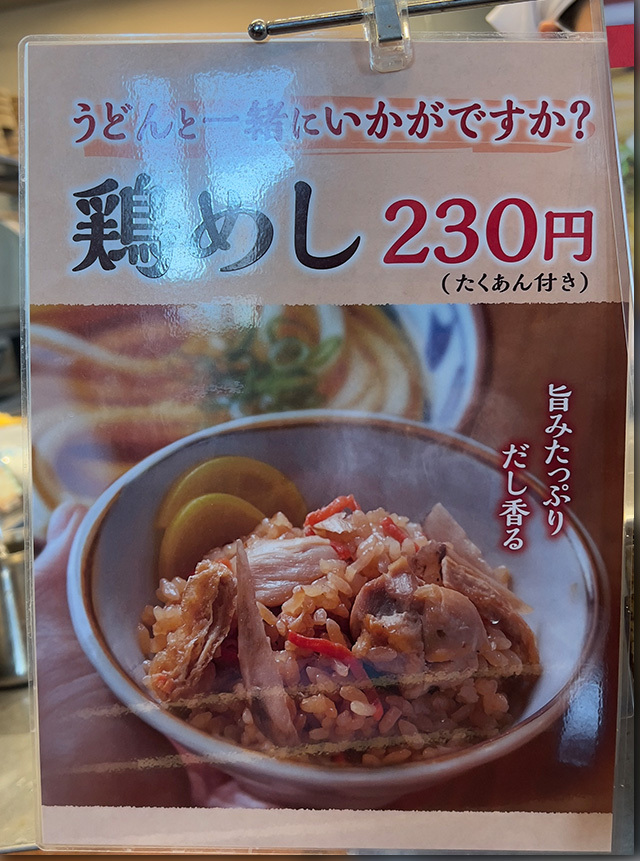 うどんと一緒にいかがですか?
鶏めし 230円
(たくあん付き)
旨みたっぷり
だし香る